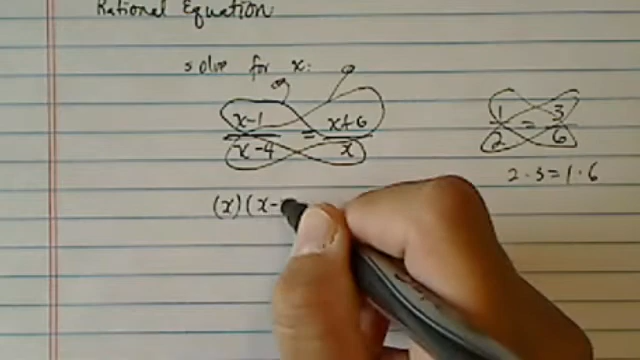 Rational Equation
solve for x:
x-1 / x-4 = x+6 / x
1/2 = 3/6
2·3=1·6
(x)(x-